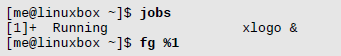 [me@linuxbox ~]$ jobs
[1]+  Running                 xlogo &
[me@linuxbox ~]$ fg %1